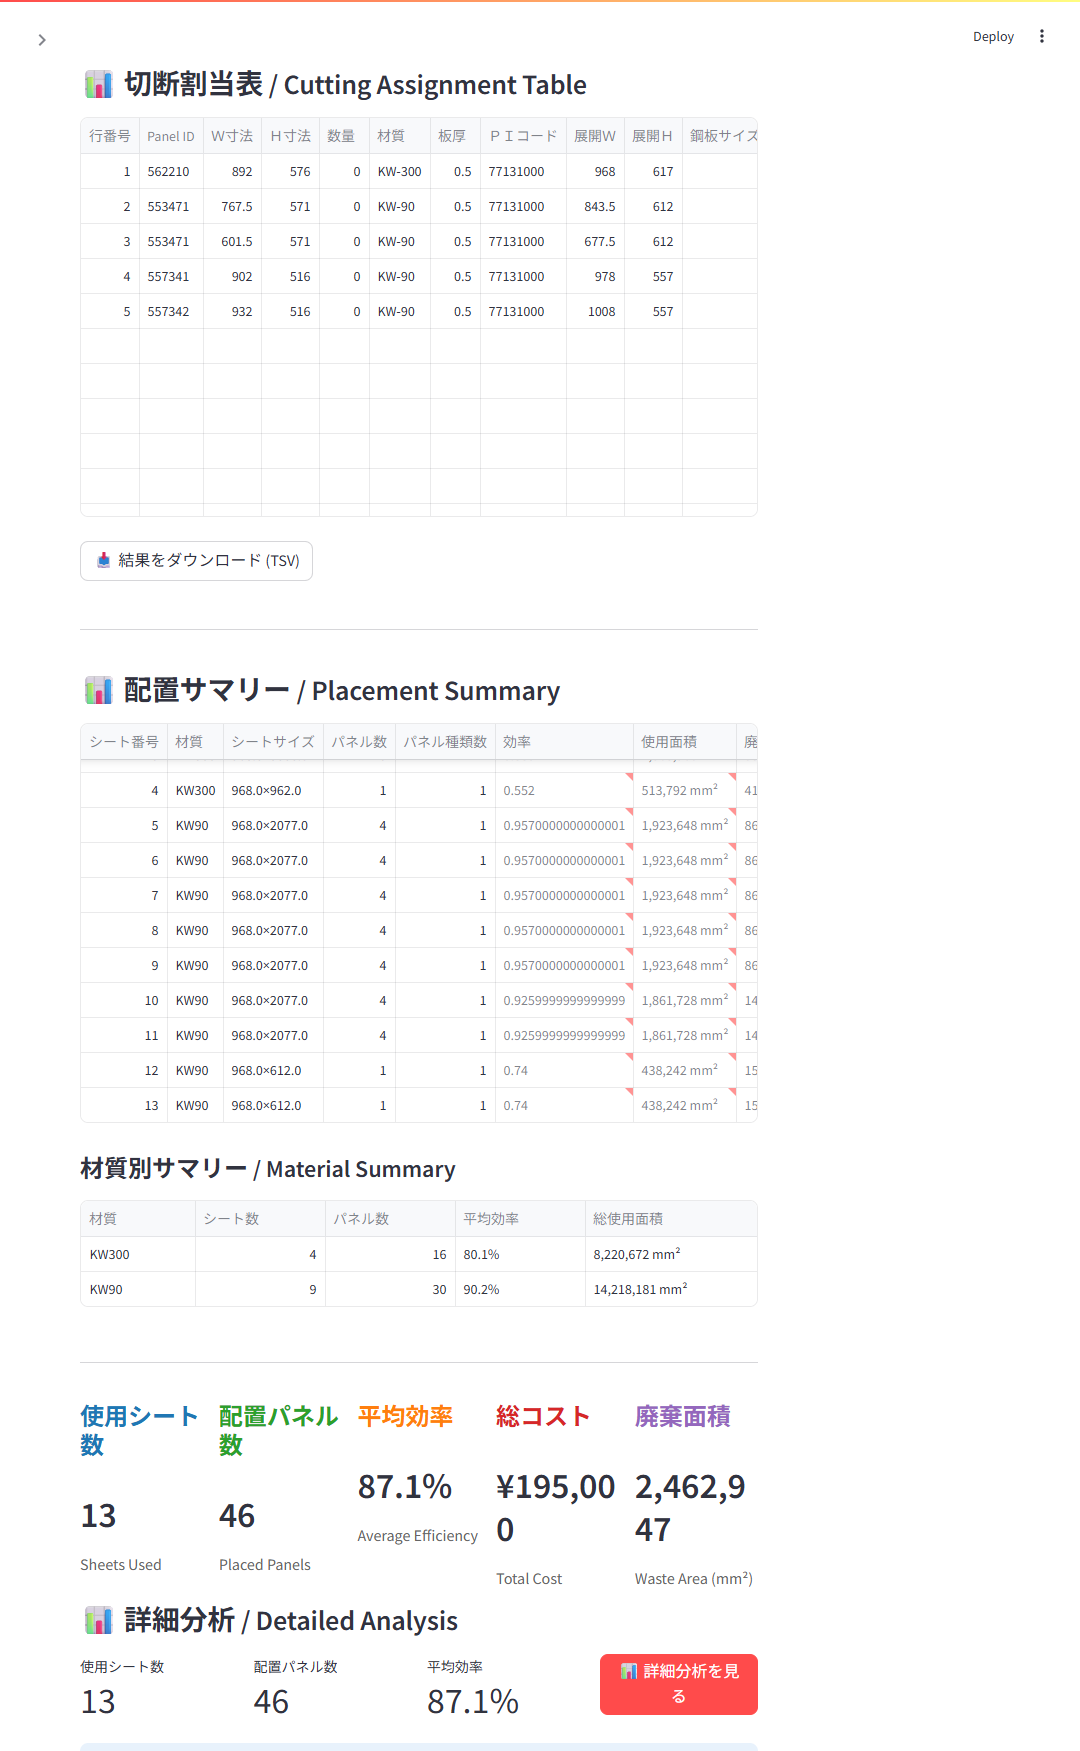 Deploy
切断割当表 / Cutting Assignment Table
行番号 Panel ID W寸法 H寸法 数量 材質 板厚 PIコード 展開W 展開H 鋼板サイズ
1 562210 892 576 0 KW-300 0.5 77131000 968 617
2 553471 767.5 571 0 KW-90 0.5 77131000 843.5 612
3 553471 601.5 571 0 KW-90 0.5 77131000 677.5 612
4 557341 902 516 0 KW-90 0.5 77131000 978 557
5 557342 932 516 0 KW-90 0.5 77131000 1008 557
結果をダウンロード (TSV)
配置サマリー / Placement Summary
シート番号 材質 シートサイズ パネル数 パネル種類数 効率 使用面積 廃
4 KW300 968.0×962.0 1 1 0.552 513,792 mm² 41
5 KW90 968.0×2077.0 4 1 0.9570000000000001 1,923,648 mm² 86
6 KW90 968.0×2077.0 4 1 0.9570000000000001 1,923,648 mm² 86
7 KW90 968.0×2077.0 4 1 0.9570000000000001 1,923,648 mm² 86
8 KW90 968.0×2077.0 4 1 0.9570000000000001 1,923,648 mm² 86
9 KW90 968.0×2077.0 4 1 0.9570000000000001 1,923,648 mm² 86
10 KW90 968.0×2077.0 4 1 0.9259999999999999 1,861,728 mm² 14
11 KW90 968.0×2077.0 4 1 0.9259999999999999 1,861,728 mm² 14
12 KW90 968.0×612.0 1 1 0.74 438,242 mm² 15
13 KW90 968.0×612.0 1 1 0.74 438,242 mm² 15
材質別サマリー / Material Summary
材質 シート数 パネル数 平均効率 総使用面積
KW300 4 16 80.1% 8,220,672 mm²
KW90 9 30 90.2% 14,218,181 mm²
使用シート
数
13
Sheets Used
配置パネル
数
46
Placed Panels
平均効率
87.1%
Average Efficiency
総コスト
¥195,00
0
Total Cost
廃棄面積
2,462,9
47
Waste Area (mm²)
詳細分析 / Detailed Analysis
使用シート数
13
配置パネル数
46
平均効率
87.1%
詳細分析を見
る